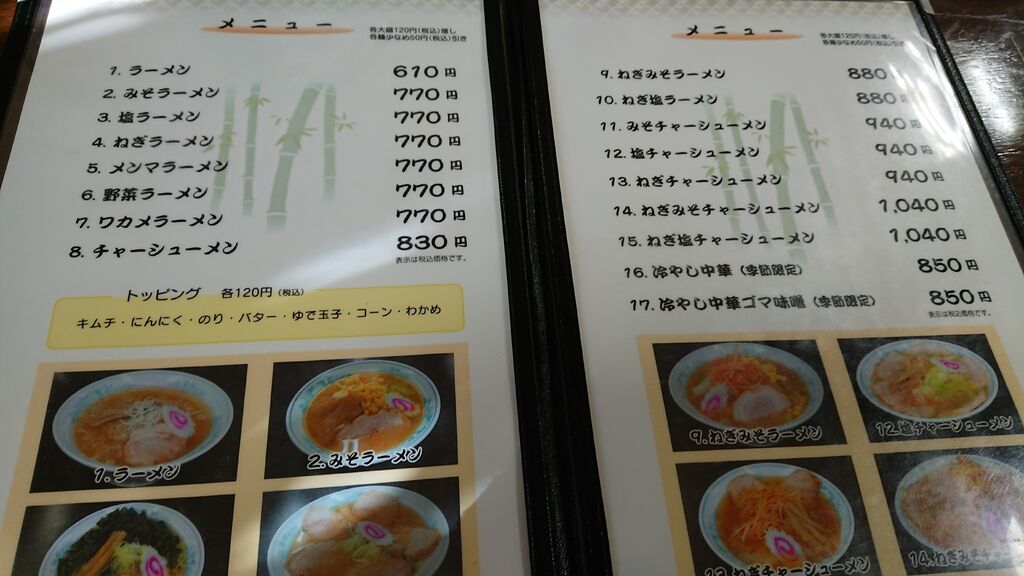 メニュー
各大盛120円(税込)増し
各麺少なめ50円(税込)引き
1. ラーメン 610円
2. みそラーメン 770円
3. 塩ラーメン 770円
4. ねぎラーメン 770円
5. メンマラーメン 770円
6. 野菜ラーメン 770円
7. ワカメラーメン 770円
8. チャーシューメン 830円
表示は税込価格です。
トッピング 各120円(税込)
キムチ・にんにく・のり・バター・ゆで玉子・コーン・わかめ
1. ラーメン
2. みそラーメン
メニュー
各大盛120円(税込)増し
各麺少なめ50円(税込)引き
9. ねぎみそラーメン 880円
10. ねぎ塩ラーメン 880円
11. みそチャーシューメン 940円
12. 塩チャーシューメン 940円
13. ねぎチャーシューメン 940円
14. ねぎみそチャーシューメン 1,040円
15. ねぎ塩チャーシューメン 1,040円
16. 冷やし中華(季節限定) 850円
17. 冷やし中華ゴマ味噌(季節限定) 850円
表示は税込価格です。
9. ねぎみそラーメン
12. 塩チャーシューメン
13. ねぎチャーシューメン
14. ねぎみそチャー